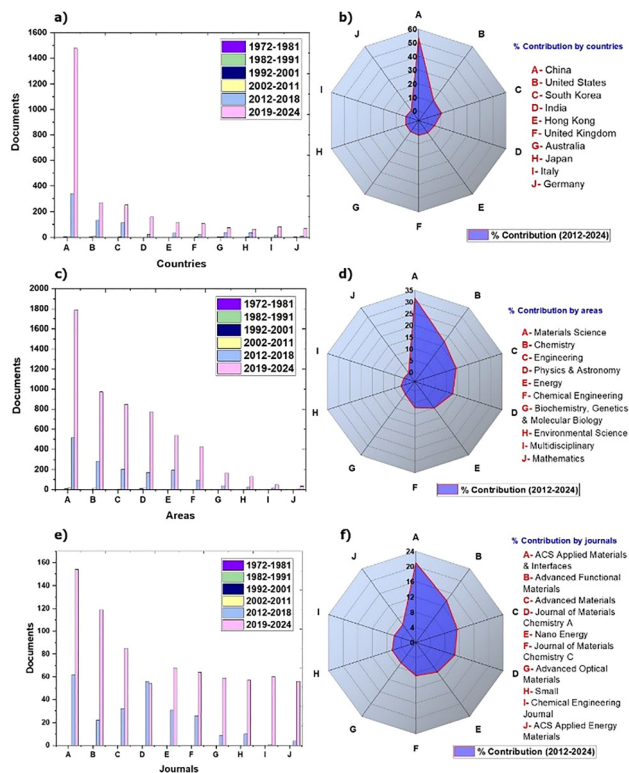 a)
Documents
1600
1400
1200
1000
800
600
400
200
0
1972-1981
1982-1991
1992-2001
2002-2011
2012-2018
2019-2024
A B C D E F G H I J
Countries
b)
A
B
C
D
E
F
G
H
I
J
60
50
40
30
20
10
0
% Contribution by countries
A- China
B- United States
C- South Korea
D- India
E- Hong Kong
F- United Kingdom
G- Australia
H- Japan
I- Italy
J- Germany
% Contribution (2012-2024)
c)
Documents
2000
1800
1600
1400
1200
1000
800
600
400
200
0
1972-1981
1982-1991
1992-2001
2002-2011
2012-2018
2019-2024
A B C D E F G H I J
Areas
d)
A
B
C
D
E
F
G
H
I
J
35
30
25
20
15
10
5
0
% Contribution by areas
A- Materials Science
B- Chemistry
C- Engineering
D- Physics & Astronomy
E- Energy
F- Chemical Engineering
G- Biochemistry, Genetics
& Molecular Biology
H- Environmental Science
I- Multidisciplinary
J- Mathematics
% Contribution (2012-2024)
e)
Documents
160
140
120
100
80
60
40
20
0
1972-1981
1982-1991
1992-2001
2002-2011
2012-2018
2019-2024
A B C D E F G H I J
Journals
f)
A
B
C
D
E
F
G
H
I
J
24
20
16
12
8
4
0
% Contribution by journals
A- ACS Applied Materials
& Interfaces
B- Advanced Functional
Materials
C- Advanced Materials
D- Journal of Materials
Chemistry A
E- Nano Energy
F- Journal of Materials
Chemistry C
G- Advanced Optical
Materials
H- Small
I- Chemical Engineering
Journal
J- ACS Applied Energy
Materials
% Contribution (2012-2024)